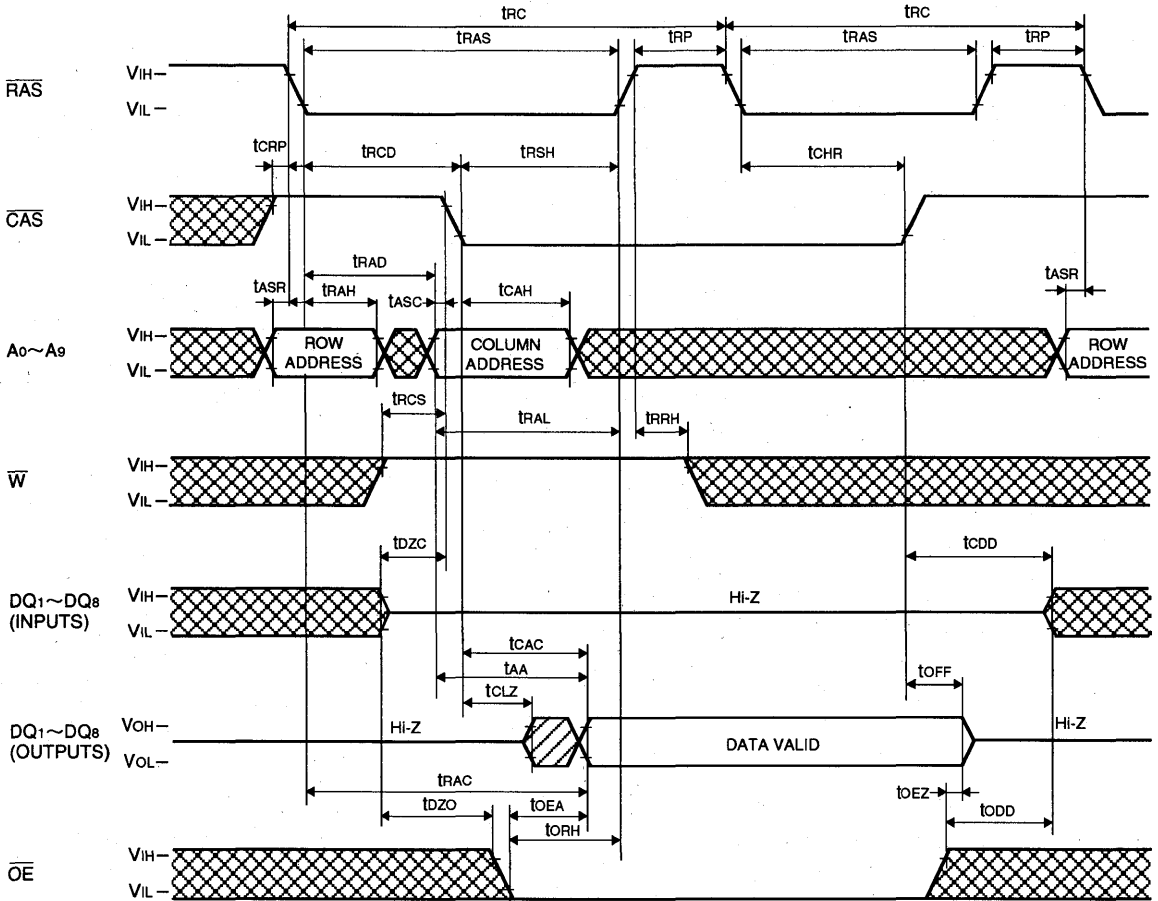 tRC tRC
tRAS tRP tRAS tRP
RAS VIH
VIL
tCRP tRCD tRSH tCHR
CAS VIH
VIL
tRAD
tASR tRAH tASC tCAH tASR
A0~A9 VIH
VIL
ROW ADDRESS
COLUMN ADDRESS
ROW ADDRESS
tRCS tRAL tRRH
W VIH
VIL
tDZC tCDD
DQ1~DQ8 (INPUTS) VIH
VIL
Hi-Z
tCAC
tAA tOFF
tCLZ
DQ1~DQ8 (OUTPUTS) VOH
VOL
Hi-Z DATA VALID Hi-Z
tRAC tOEZ
tDZO tOEA tODD
tORH
OE VIH
VIL